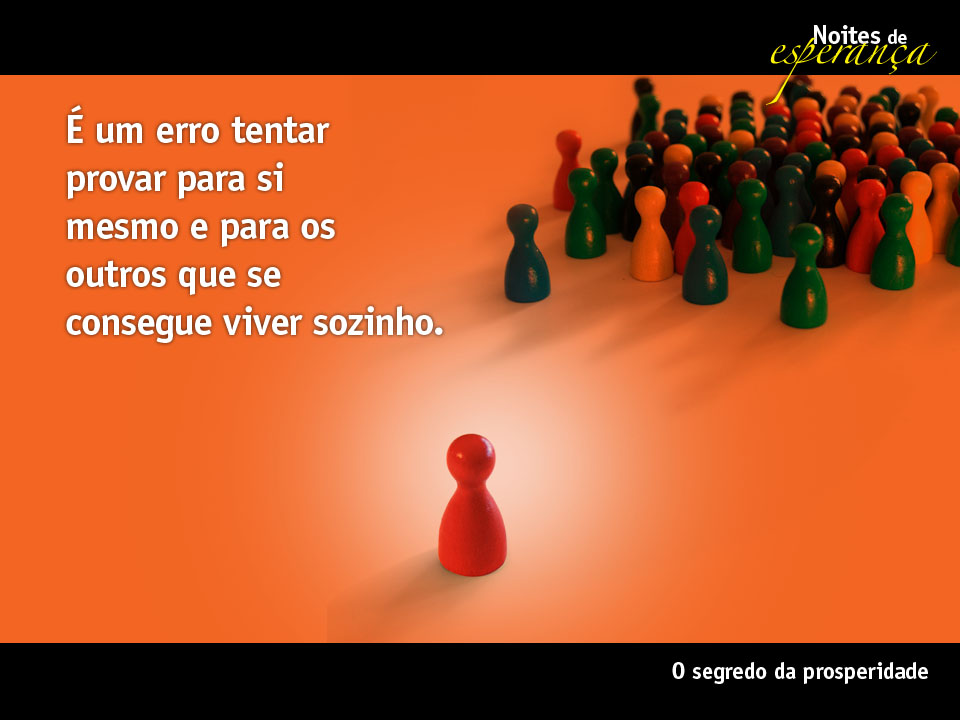 Noites de
esperança
É um erro tentar
provar para si
mesmo e para os
outros que se
consegue viver sozinho.
O segredo da prosperidade